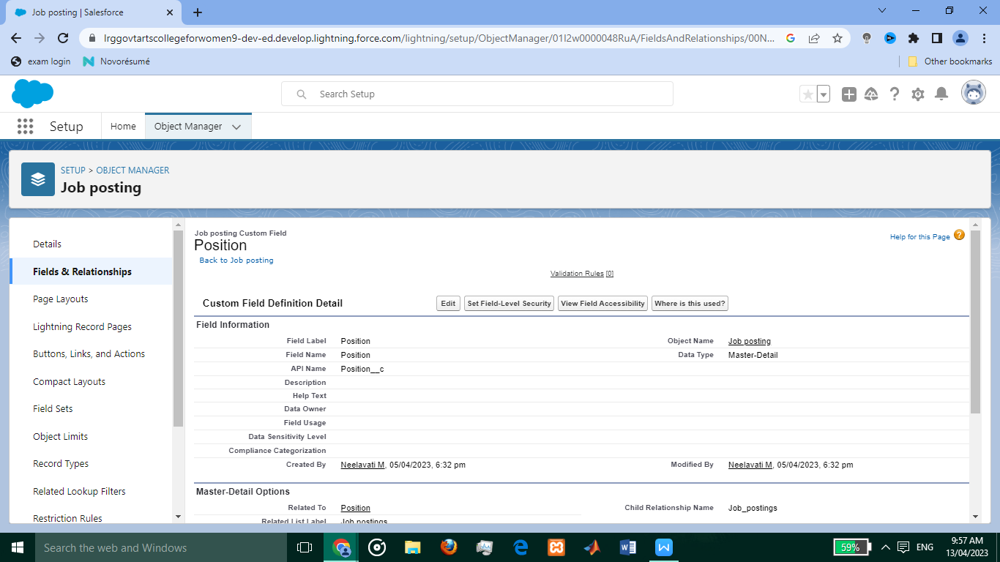 Job posting | Salesforce
lrggovtartscollegeforwomen9-dev-ed.develop.lightning.force.com/lightning/setup/ObjectManager/01I2w0000048RuA/FieldsAndRelationships/00N...
exam login
Novorésumé
Other bookmarks
Search Setup
Setup
Home
Object Manager
SETUP > OBJECT MANAGER
Job posting
Details
Fields & Relationships
Page Layouts
Lightning Record Pages
Buttons, Links, and Actions
Compact Layouts
Field Sets
Object Limits
Record Types
Related Lookup Filters
Restriction Rules
Job posting Custom Field
Position
Back to Job posting
Help for this Page
Validation Rules [0]
Custom Field Definition Detail
Edit
Set Field-Level Security
View Field Accessibility
Where is this used?
Field Information
Field Label Position
Object Name Job posting
Field Name Position
Data Type Master-Detail
API Name Position__c
Description
Help Text
Data Owner
Field Usage
Data Sensitivity Level
Compliance Categorization
Created By Neelavati M, 05/04/2023, 6:32 pm
Modified By Neelavati M, 05/04/2023, 6:32 pm
Master-Detail Options
Related To Position
Child Relationship Name Job_postings
Related List Label Job postings
Search the web and Windows
59%
ENG
9:57 AM
13/04/2023